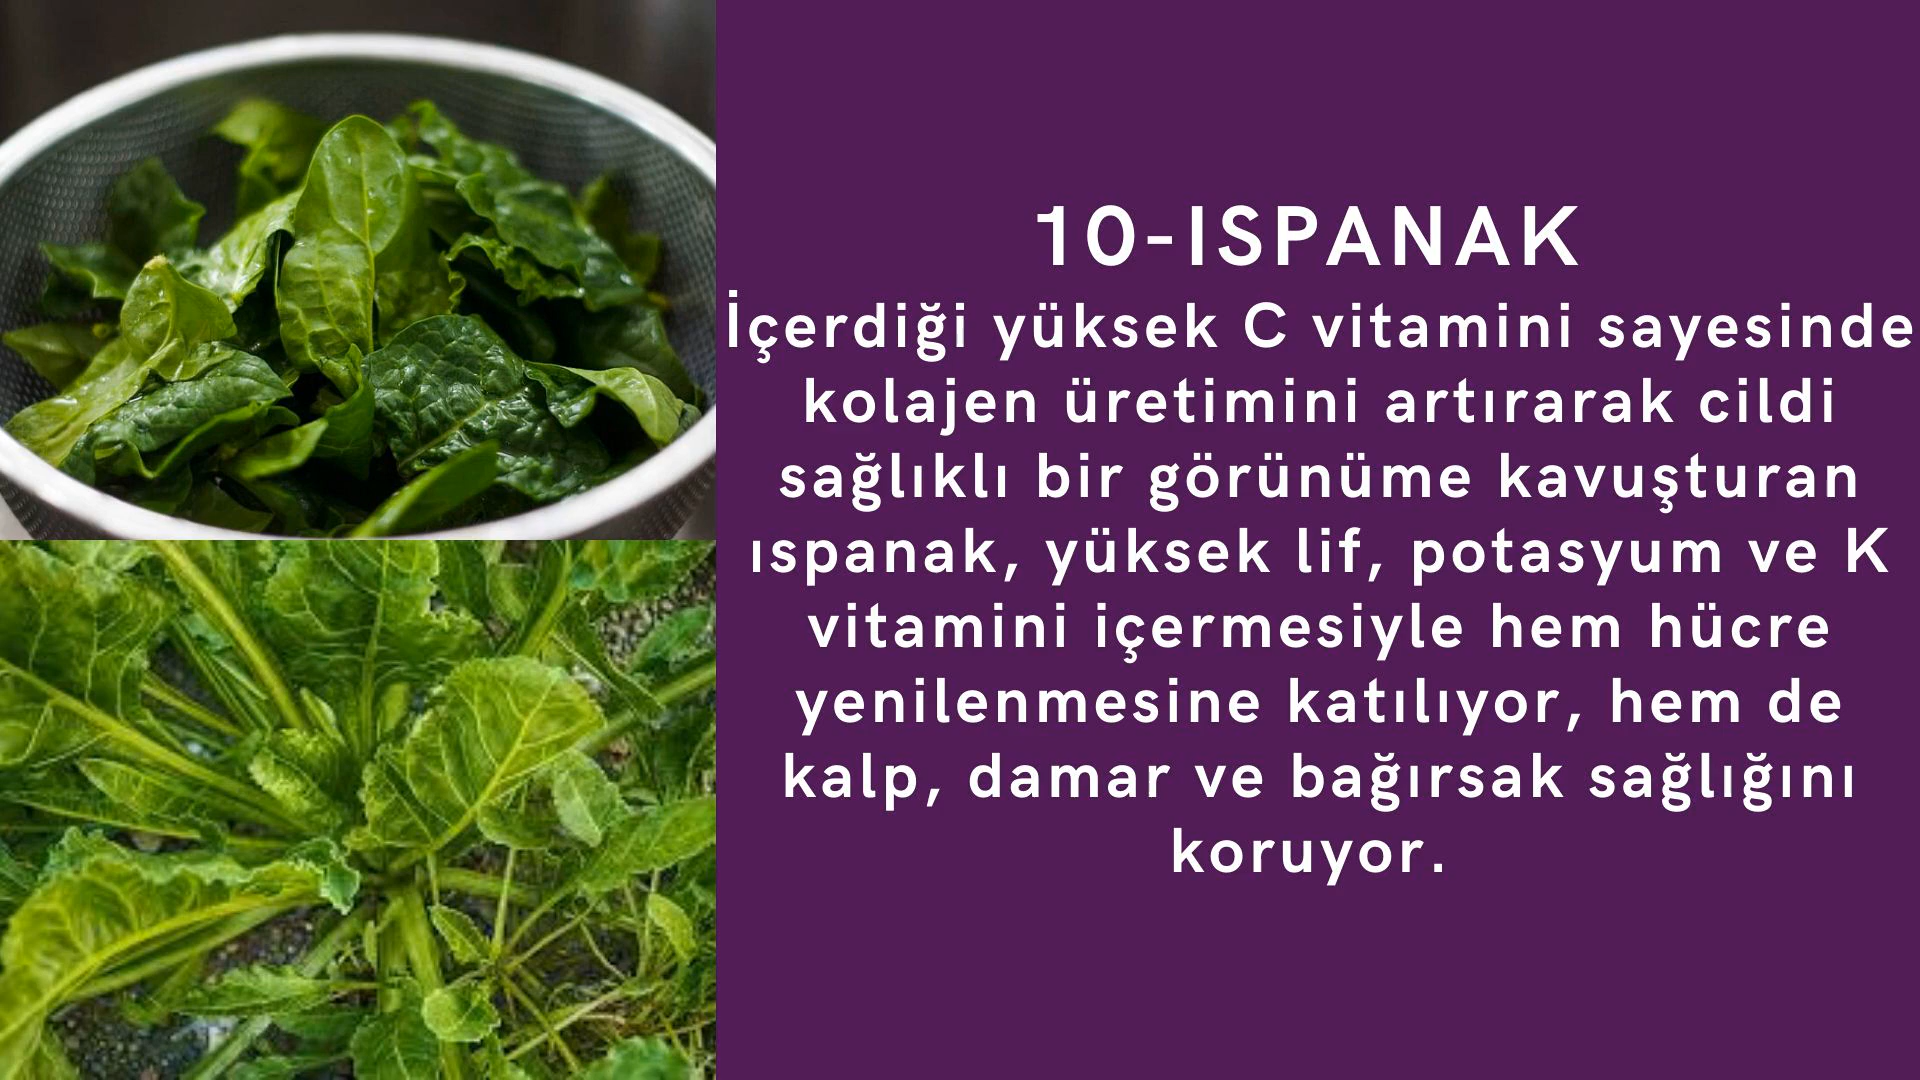 10-ISPANAK
İçerdiği yüksek C vitamini sayesinde
kolajen üretimini artırarak cildi
sağlıklı bir görünüme kavuşturan
ıspanak, yüksek lif, potasyum ve K
vitamini içermesiyle hem hücre
yenilenmesine katılıyor, hem de
kalp, damar ve bağırsak sağlığını
koruyor.